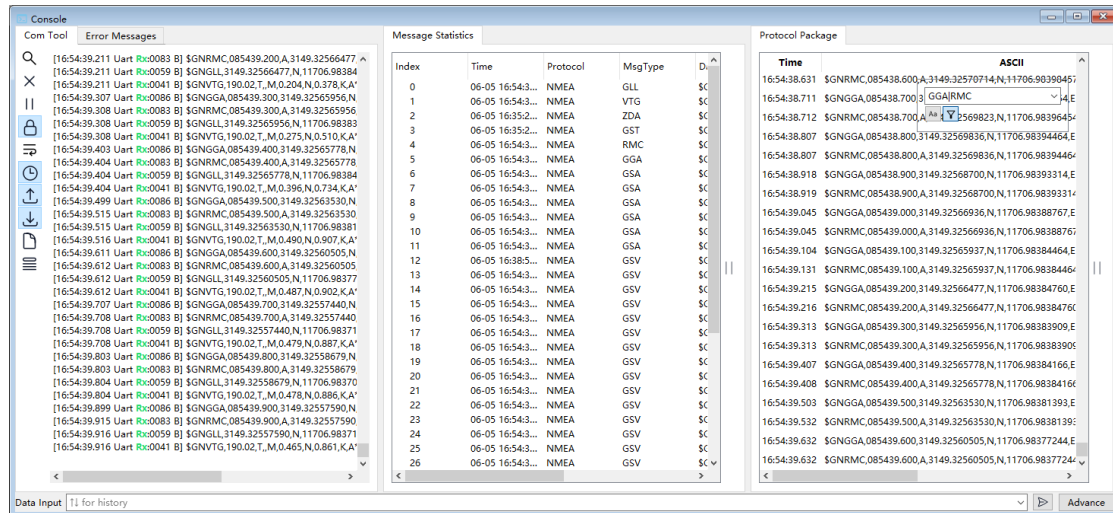 Console
Com Tool
Error Messages
[16:54:39.211 Uart Rx:0083 B] $GNRMC,085439.200,A,3149.32566477,
[16:54:39.211 Uart Rx:0059 B] $GNGLL,3149.32566477,N,11706.98384
[16:54:39.211 Uart Rx:0041 B] $GNVTG,190.02,T,,M,0.204,N,0.378,K,A*
[16:54:39.307 Uart Rx:0086 B] $GNGGA,085439.300,3149.32565956,N,
[16:54:39.308 Uart Rx:0083 B] $GNRMC,085439.300,A,3149.32565956
[16:54:39.308 Uart Rx:0059 B] $GNGLL,3149.32565956,N,11706.98383
[16:54:39.308 Uart Rx:0041 B] $GNVTG,190.02,T,,M,0.275,N,0.510,K,A*
[16:54:39.403 Uart Rx:0086 B] $GNGGA,085439.400,3149.32565778,N,
[16:54:39.404 Uart Rx:0083 B] $GNRMC,085439.400,A,3149.32565778
[16:54:39.404 Uart Rx:0059 B] $GNGLL,3149.32565778,N,11706.98384
[16:54:39.404 Uart Rx:0041 B] $GNVTG,190.02,T,,M,0.396,N,0.734,K,A*
[16:54:39.499 Uart Rx:0086 B] $GNGGA,085439.500,3149.32563530,N,
[16:54:39.515 Uart Rx:0083 B] $GNRMC,085439.500,A,3149.32563530
[16:54:39.515 Uart Rx:0059 B] $GNGLL,3149.32563530,N,11706.98381
[16:54:39.516 Uart Rx:0041 B] $GNVTG,190.02,T,,M,0.490,N,0.907,K,A*
[16:54:39.611 Uart Rx:0086 B] $GNGGA,085439.600,3149.32560505,N,
[16:54:39.612 Uart Rx:0083 B] $GNRMC,085439.600,A,3149.32560505
[16:54:39.612 Uart Rx:0059 B] $GNGLL,3149.32560505,N,11706.98377
[16:54:39.612 Uart Rx:0041 B] $GNVTG,190.02,T,,M,0.487,N,0.902,K,A*
[16:54:39.707 Uart Rx:0086 B] $GNGGA,085439.700,3149.32557440,N,
[16:54:39.708 Uart Rx:0083 B] $GNRMC,085439.700,A,3149.32557440
[16:54:39.708 Uart Rx:0059 B] $GNGLL,3149.32557440,N,11706.98371
[16:54:39.708 Uart Rx:0041 B] $GNVTG,190.02,T,,M,0.479,N,0.887,K,A*
[16:54:39.803 Uart Rx:0086 B] $GNGGA,085439.800,3149.32558679,N,
[16:54:39.803 Uart Rx:0083 B] $GNRMC,085439.800,A,3149.32558679
[16:54:39.804 Uart Rx:0059 B] $GNGLL,3149.32558679,N,11706.98370
[16:54:39.804 Uart Rx:0041 B] $GNVTG,190.02,T,,M,0.478,N,0.886,K,A*
[16:54:39.899 Uart Rx:0086 B] $GNGGA,085439.900,3149.32557590,N,
[16:54:39.915 Uart Rx:0083 B] $GNRMC,085439.900,A,3149.32557590
[16:54:39.916 Uart Rx:0059 B] $GNGLL,3149.32557590,N,11706.98371
[16:54:39.916 Uart Rx:0041 B] $GNVTG,190.02,T,,M,0.465,N,0.861,K,A*
Message Statistics
Index Time Protocol MsgType
0 06-05 16:54:3... NMEA GLL $G
1 06-05 16:54:3... NMEA VTG $G
2 06-05 16:35:2... NMEA ZDA $G
3 06-05 16:35:2... NMEA GST $G
4 06-05 16:54:3... NMEA RMC $G
5 06-05 16:54:3... NMEA GGA $G
6 06-05 16:54:3... NMEA GSA $G
7 06-05 16:54:3... NMEA GSA $G
8 06-05 16:54:3... NMEA GSA $G
9 06-05 16:54:3... NMEA GSA $G
10 06-05 16:54:3... NMEA GSA $G
11 06-05 16:54:3... NMEA GSA $G
12 06-05 16:38:5... NMEA GSV $G
13 06-05 16:54:3... NMEA GSV $G
14 06-05 16:54:3... NMEA GSV $G
15 06-05 16:54:3... NMEA GSV $G
16 06-05 16:54:3... NMEA GSV $G
17 06-05 16:54:3... NMEA GSV $G
18 06-05 16:54:3... NMEA GSV $G
19 06-05 16:54:3... NMEA GSV $G
20 06-05 16:54:3... NMEA GSV $G
21 06-05 16:54:3... NMEA GSV $G
22 06-05 16:54:3... NMEA GSV $G
23 06-05 16:54:3... NMEA GSV $G
24 06-05 16:54:3... NMEA GSV $G
25 06-05 16:54:3... NMEA GSV $G
26 06-05 16:54:3... NMEA GSV $G
Protocol Package
Time ASCII
16:54:38.631 $GNRMC,085438.600,A,3149.32570714,N,11706.98398457
GGA|RMC
Aa
16:54:38.711 $GNGGA,085438.700,
16:54:38.712 $GNRMC,085438.700,A, 2569823,N,11706.98396454
16:54:38.807 $GNGGA,085438.800,3149.32569836,N,11706.98394464,E
16:54:38.807 $GNRMC,085438.800,A,3149.32569836,N,11706.98394464
16:54:38.918 $GNGGA,085438.900,3149.32568700,N,11706.98393314,E
16:54:38.919 $GNRMC,085438.900,A,3149.32568700,N,11706.98393314
16:54:39.045 $GNGGA,085439.000,3149.32566936,N,11706.98388767,E
16:54:39.045 $GNRMC,085439.000,A,3149.32566936,N,11706.98388767
16:54:39.104 $GNGGA,085439.100,3149.32565937,N,11706.98384464,E
16:54:39.131 $GNRMC,085439.100,A,3149.32565937,N,11706.98384464
16:54:39.215 $GNGGA,085439.200,3149.32566477,N,11706.98384760,E
16:54:39.216 $GNRMC,085439.200,A,3149.32566477,N,11706.98384760
16:54:39.313 $GNGGA,085439.300,3149.32565956,N,11706.98383909,E
16:54:39.313 $GNRMC,085439.300,A,3149.32565956,N,11706.98383909
16:54:39.407 $GNGGA,085439.400,3149.32565778,N,11706.98384166,E
16:54:39.408 $GNRMC,085439.400,A,3149.32565778,N,11706.98384166
16:54:39.503 $GNGGA,085439.500,3149.32563530,N,11706.98381393,E
16:54:39.532 $GNRMC,085439.500,A,3149.32563530,N,11706.98381393
16:54:39.632 $GNGGA,085439.600,3149.32560505,N,11706.98377244,E
16:54:39.632 $GNRMC,085439.600,A,3149.32560505,N,11706.98377244
Data Input
↑↓ for history
Advance